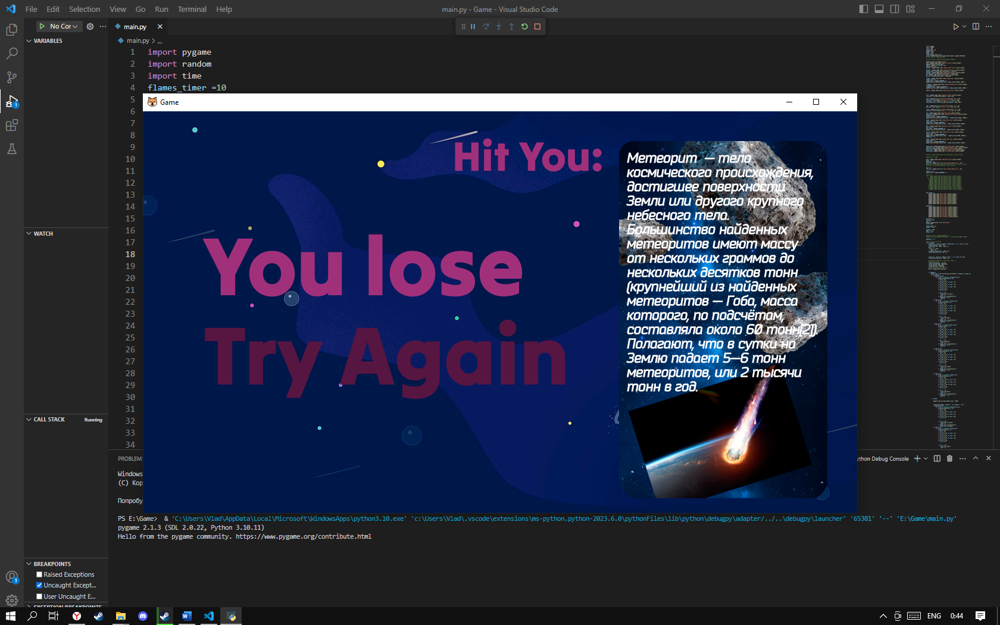 File Edit Selection View Go Run Terminal Help
main.py - Game - Visual Studio Code
No Cor
main.py
VARIABLES
main.py > ...
1 import pygame
2 import random
3 import time
4 flames_timer =10
5
6
7
8
9
10
11
12
13
14
15
16
17
18
19
20
21
22
23
24
25
26
27
28
29
30
31
32
33
34
Game
Hit You:
You lose
Try Again
Метеорит — тело
космического происхождения,
достигшее поверхности
Земли или другого крупного
небесного тела.
Большинство найденных
метеоритов имеют массу
от нескольких граммов до
нескольких десятков тонн
(крупнейший из найденных
метеоритов — Гоба, масса
которого, по подсчётам,
составляла около 60 тонн[2]).
Полагают, что в сутки на
Землю падает 5—6 тонн
метеоритов, или 2 тысячи
тонн в год.
WATCH
CALL STACK Running
BREAKPOINTS
Raised Exceptions
Uncaught Except...
User Uncaught E...
PROBLEM
ython Debug Console
Windows
(C) Кор
Попробу
PS E:\Game> & 'C:\Users\Vlad\AppData\Local\Microsoft\WindowsApps\python3.10.exe' 'c:\Users\Vlad\.vscode\extensions\ms-python.python-2023.6.0\pythonFiles\lib\python\debugpy\adapter/../..\debugpy\launcher' '65381' '--' 'E:\Game\main.py'
pygame 2.1.3 (SDL 2.0.22, Python 3.10.11)
Hello from the pygame community. https://www.pygame.org/contribute.html
1
1
ENG 0:44